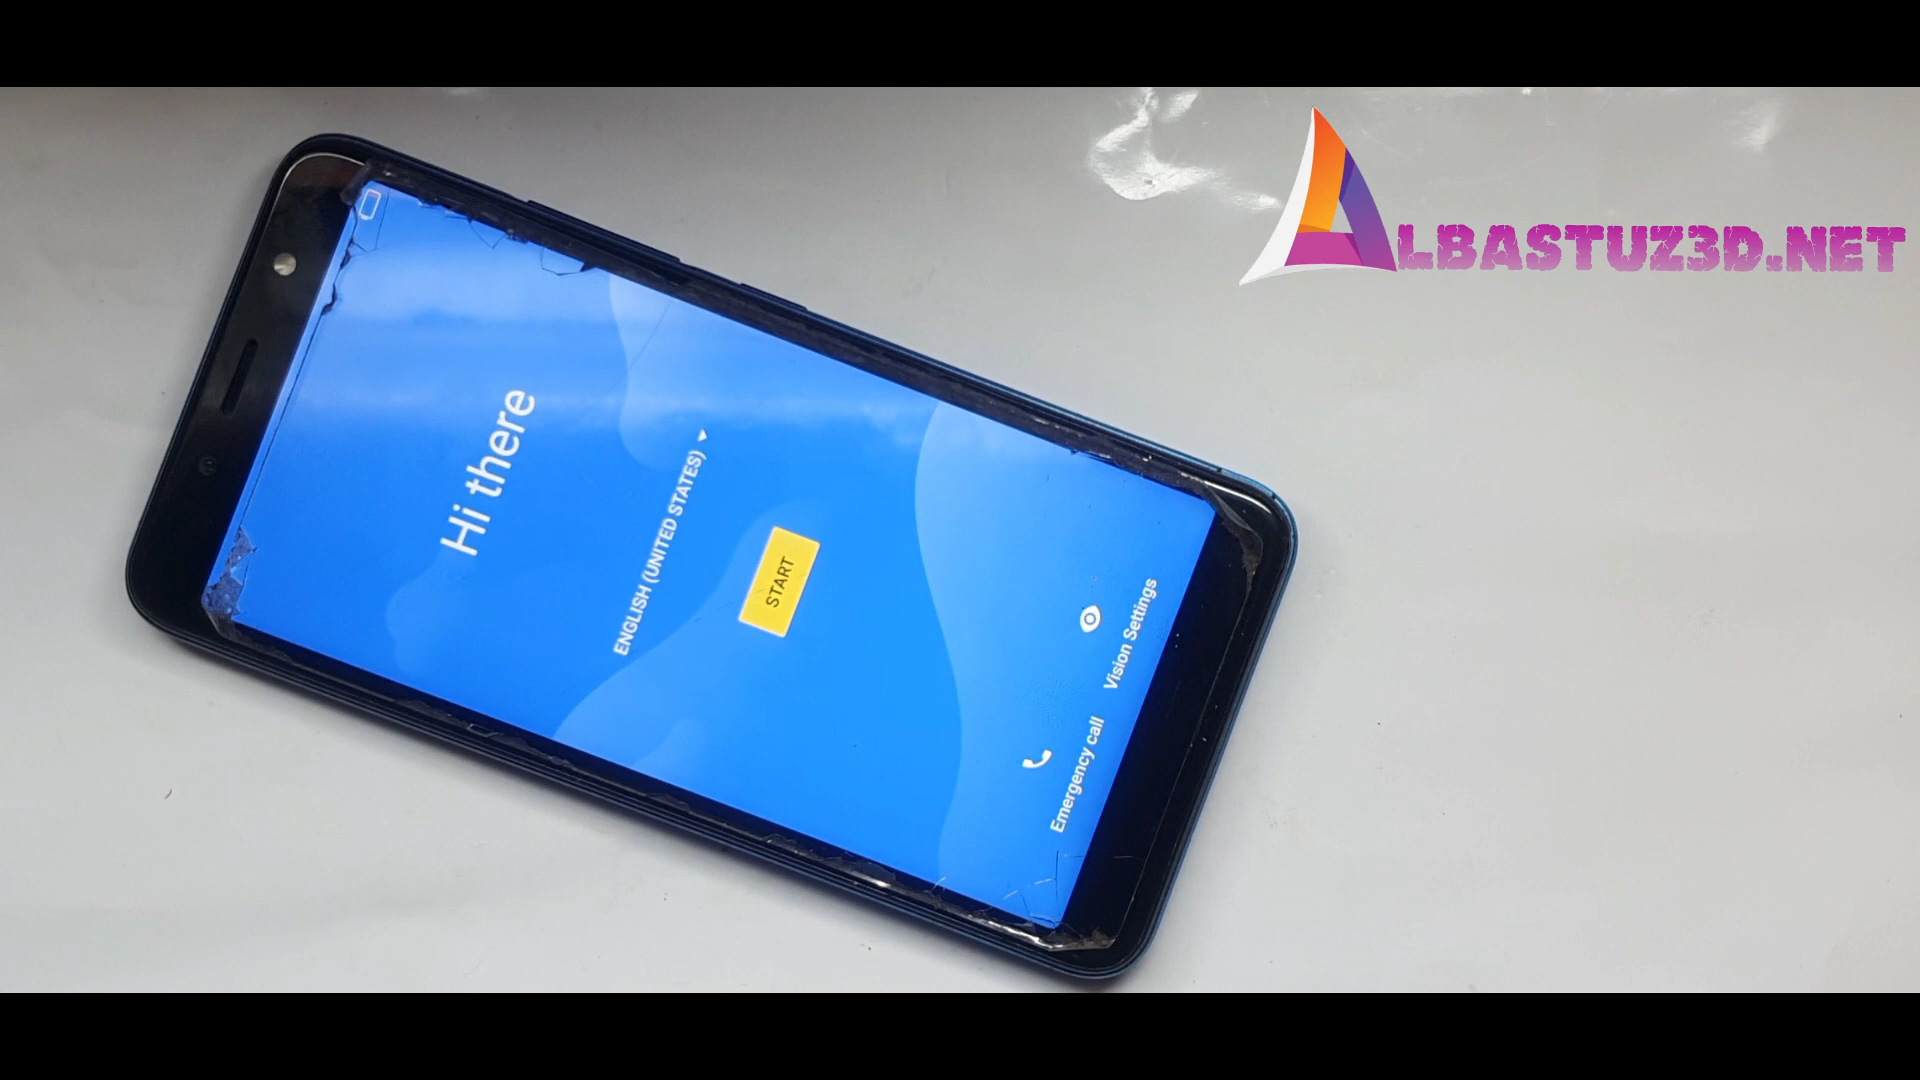 ALBASTUZ3D.NET
Hi there
ENGLISH (UNITED STATES)
START
Vision Settings
Emergency call